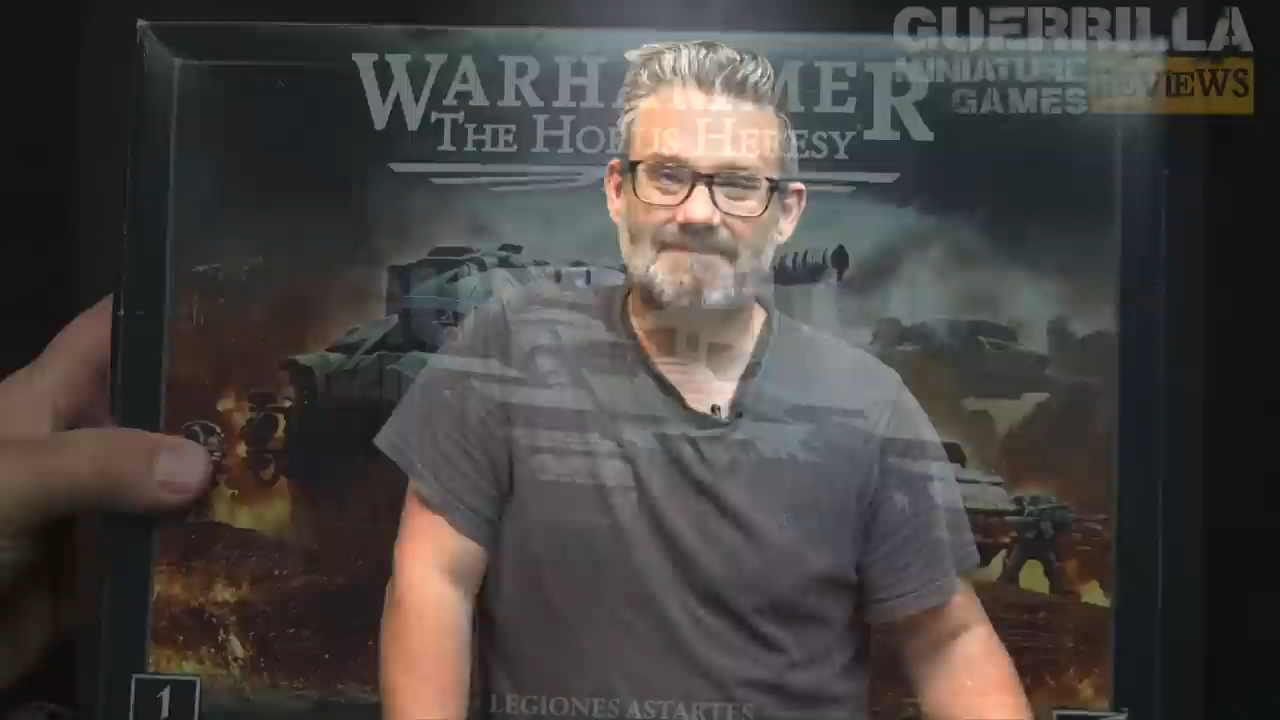 GUERRILLA
MINIATURE
GAMES
REVIEWS
WARHAMMER
THE HORUS HERESY
1
LEGIONES ASTARTES